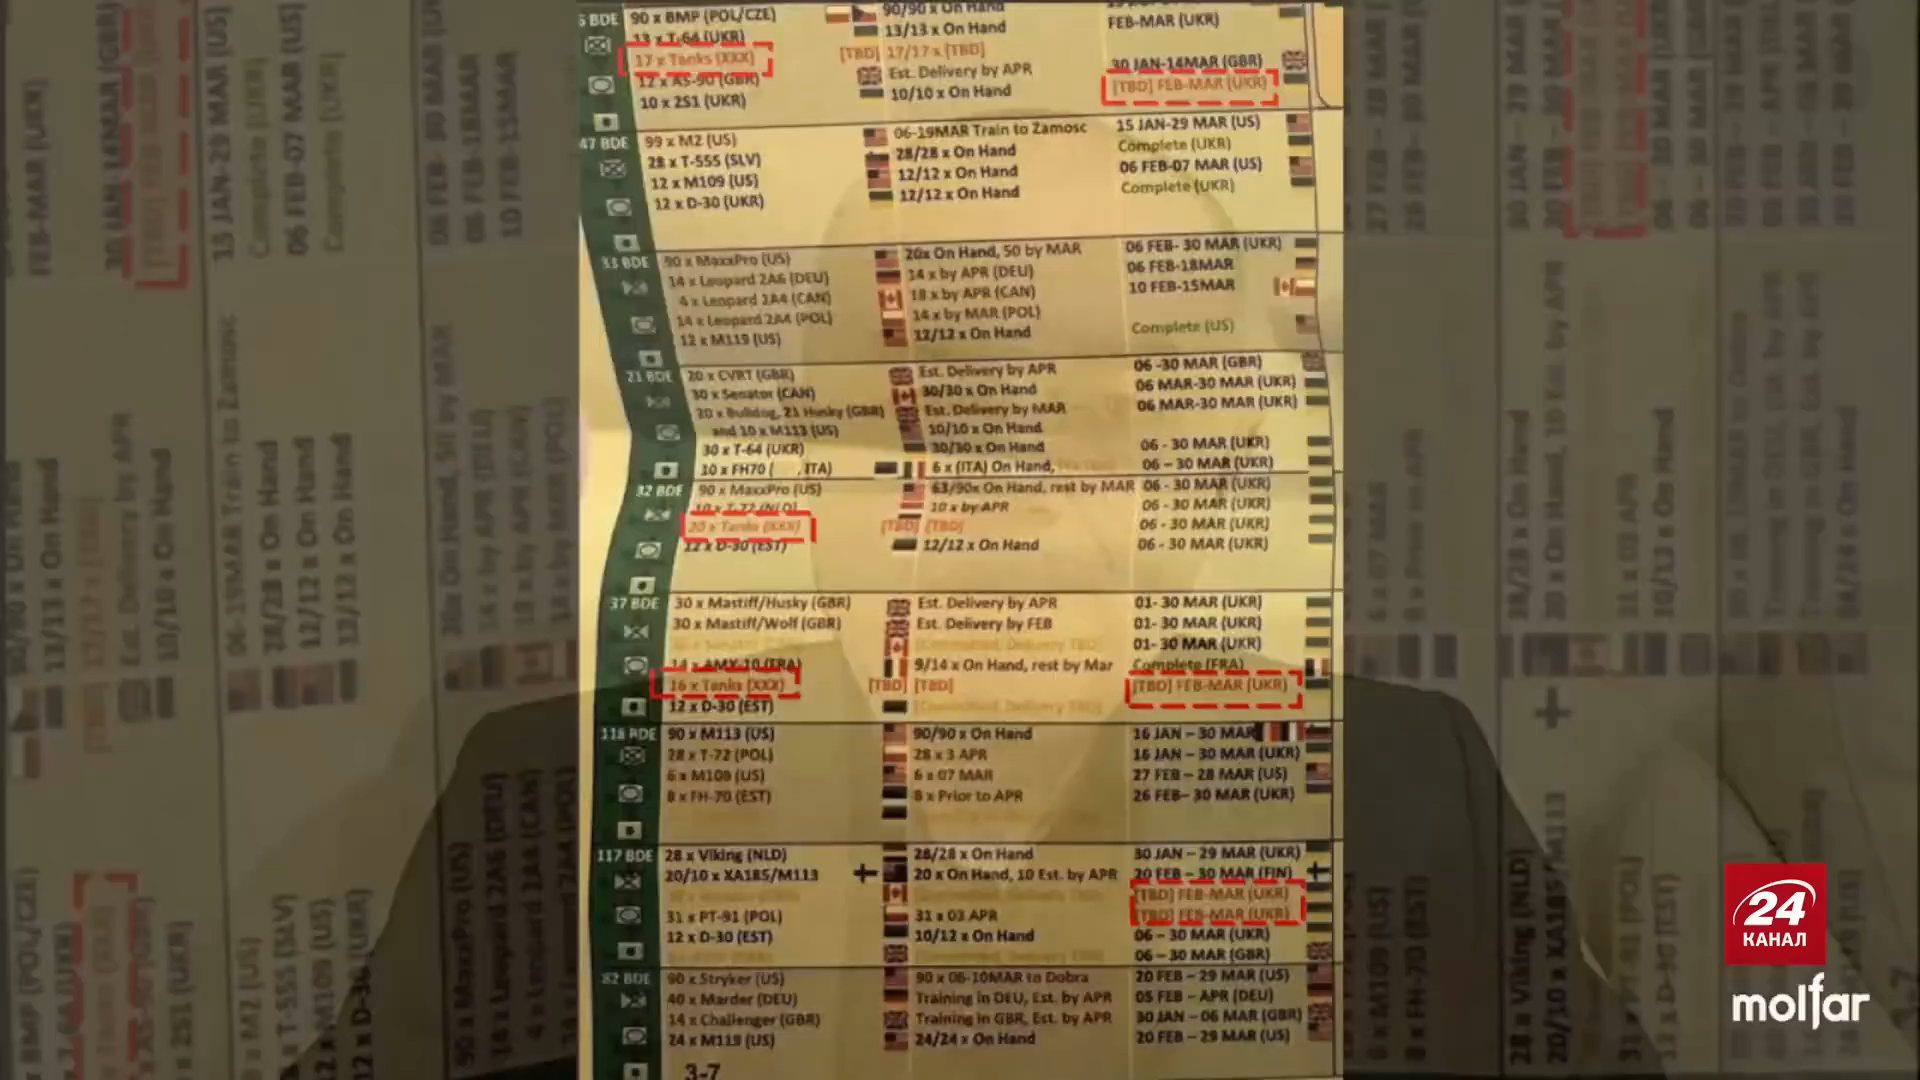 90 x BMP (POL/CZE) 90/90 x On Hand
FEB-MAR (UKR)
13 x T-64 (UKR) 13/13 x On Hand
17 x Tanks (XXX) [TBD] 17/17 x [TBD]
30 JAN-14MAR (GBR)
12 x AS-90 (GBR) Est. Delivery by APR
[TBD] FEB-MAR (UKR)
10 x 2S1 (UKR) 10/10 x On Hand
47 BDE 99 x M2 (US) 06-19MAR Train to Zamosc 15 JAN-29 MAR (US)
28 x T-55S (SLV) 28/28 x On Hand Complete (UKR)
12 x M109 (US) 12/12 x On Hand 06 FEB-07 MAR (US)
12 x D-30 (UKR) 12/12 x On Hand Complete (UKR)
33 BDE 90 x MaxxPro (US) 20x On Hand, 50 by MAR 06 FEB- 30 MAR (UKR)
14 x Leopard 2A6 (DEU) 14 x by APR (DEU) 06 FEB-18MAR
4 x Leopard 2A4 (CAN) 18 x by APR (CAN) 10 FEB-15MAR
14 x Leopard 2A4 (POL) 14 x by MAR (POL)
12 x M119 (US) 12/12 x On Hand Complete (US)
21 BDE 20 x CVRT (GBR) Est. Delivery by APR 06 -30 MAR (GBR)
30 x Senator (CAN) 30/30 x On Hand 06 MAR-30 MAR (UKR)
20 x Bulldog, 21 Husky (GBR) Est. Delivery by MAR 06 MAR-30 MAR (UKR)
and 10 x M113 (US) 10/10 x On Hand
30 x T-64 (UKR) 30/30 x On Hand 06 - 30 MAR (UKR)
10 x FH70 ( , ITA) 6 x (ITA) On Hand, 06 – 30 MAR (UKR)
32 BDE 90 x MaxxPro (US) 63/90x On Hand, rest by MAR 06 - 30 MAR (UKR)
10 x T-72 (NLD) 10 x by APR 06 - 30 MAR (UKR)
20 x Tanks (XXX) [TBD] [TBD] 06 - 30 MAR (UKR)
12 x D-30 (EST) 12/12 x On Hand 06 - 30 MAR (UKR)
37 BDE 30 x Mastiff/Husky (GBR) Est. Delivery by APR 01- 30 MAR (UKR)
30 x Mastiff/Wolf (GBR) Est. Delivery by FEB 01- 30 MAR (UKR)
01- 30 MAR (UKR)
14 x AMX-10 (FRA) 9/14 x On Hand, rest by Mar Complete (FRA)
16 x Tanks (XXX) [TBD] [TBD] [TBD] FEB-MAR (UKR)
12 x D-30 (EST)
118 BDE 90 x M113 (US) 90/90 x On Hand 16 JAN – 30 MAR
28 x T-72 (POL) 28 x 3 APR 16 JAN – 30 MAR (UKR)
6 x M109 (US) 6 x 07 MAR 27 FEB – 28 MAR (US)
8 x FH-70 (EST) 8 x Prior to APR 26 FEB– 30 MAR (UKR)
117 BDE 28 x Viking (NLD) 28/28 x On Hand 30 JAN – 29 MAR (UKR)
20/10 x XA185/M113 20 x On Hand, 10 Est. by APR 20 FEB – 30 MAR (FIN)
[TBD] FEB-MAR (UKR)
31 x PT-91 (POL) 31 x 03 APR [TBD] FEB-MAR (UKR)
12 x D-30 (EST) 10/12 x On Hand 06 – 30 MAR (UKR)
06 – 30 MAR (GBR)
82 BDE 90 x Stryker (US) 90 x 06-10MAR to Dobra 20 FEB – 29 MAR (US)
40 x Marder (DEU) Training in DEU, Est. by APR 05 FEB – APR (DEU)
14 x Challenger (GBR) Training in GBR, Est. by APR 30 JAN – 06 MAR (GBR)
24 x M119 (US) 24/24 x On Hand 20 FEB – 29 MAR (US)
3-7
24
КАНАЛ
molfar